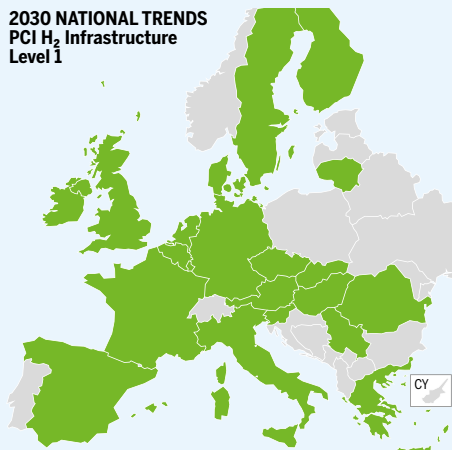 2030 NATIONAL TRENDS
PCI H₂ Infrastructure
Level 1
CY